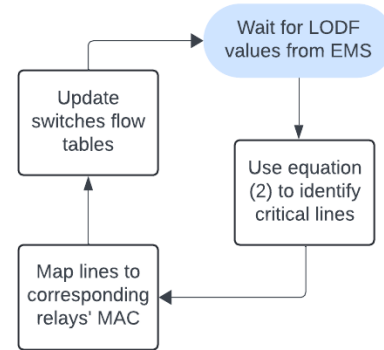 Wait for LODF
values from EMS
Use equation
(2) to identify
critical lines
Map lines to
corresponding
relays' MAC
Update
switches flow
tables